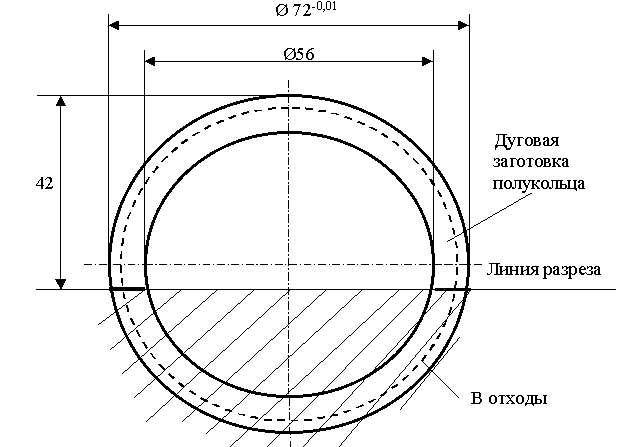 Ø 72-0,01
Ø56
42
Дуговая
заготовка
полукольца
Линия разреза
В отходы